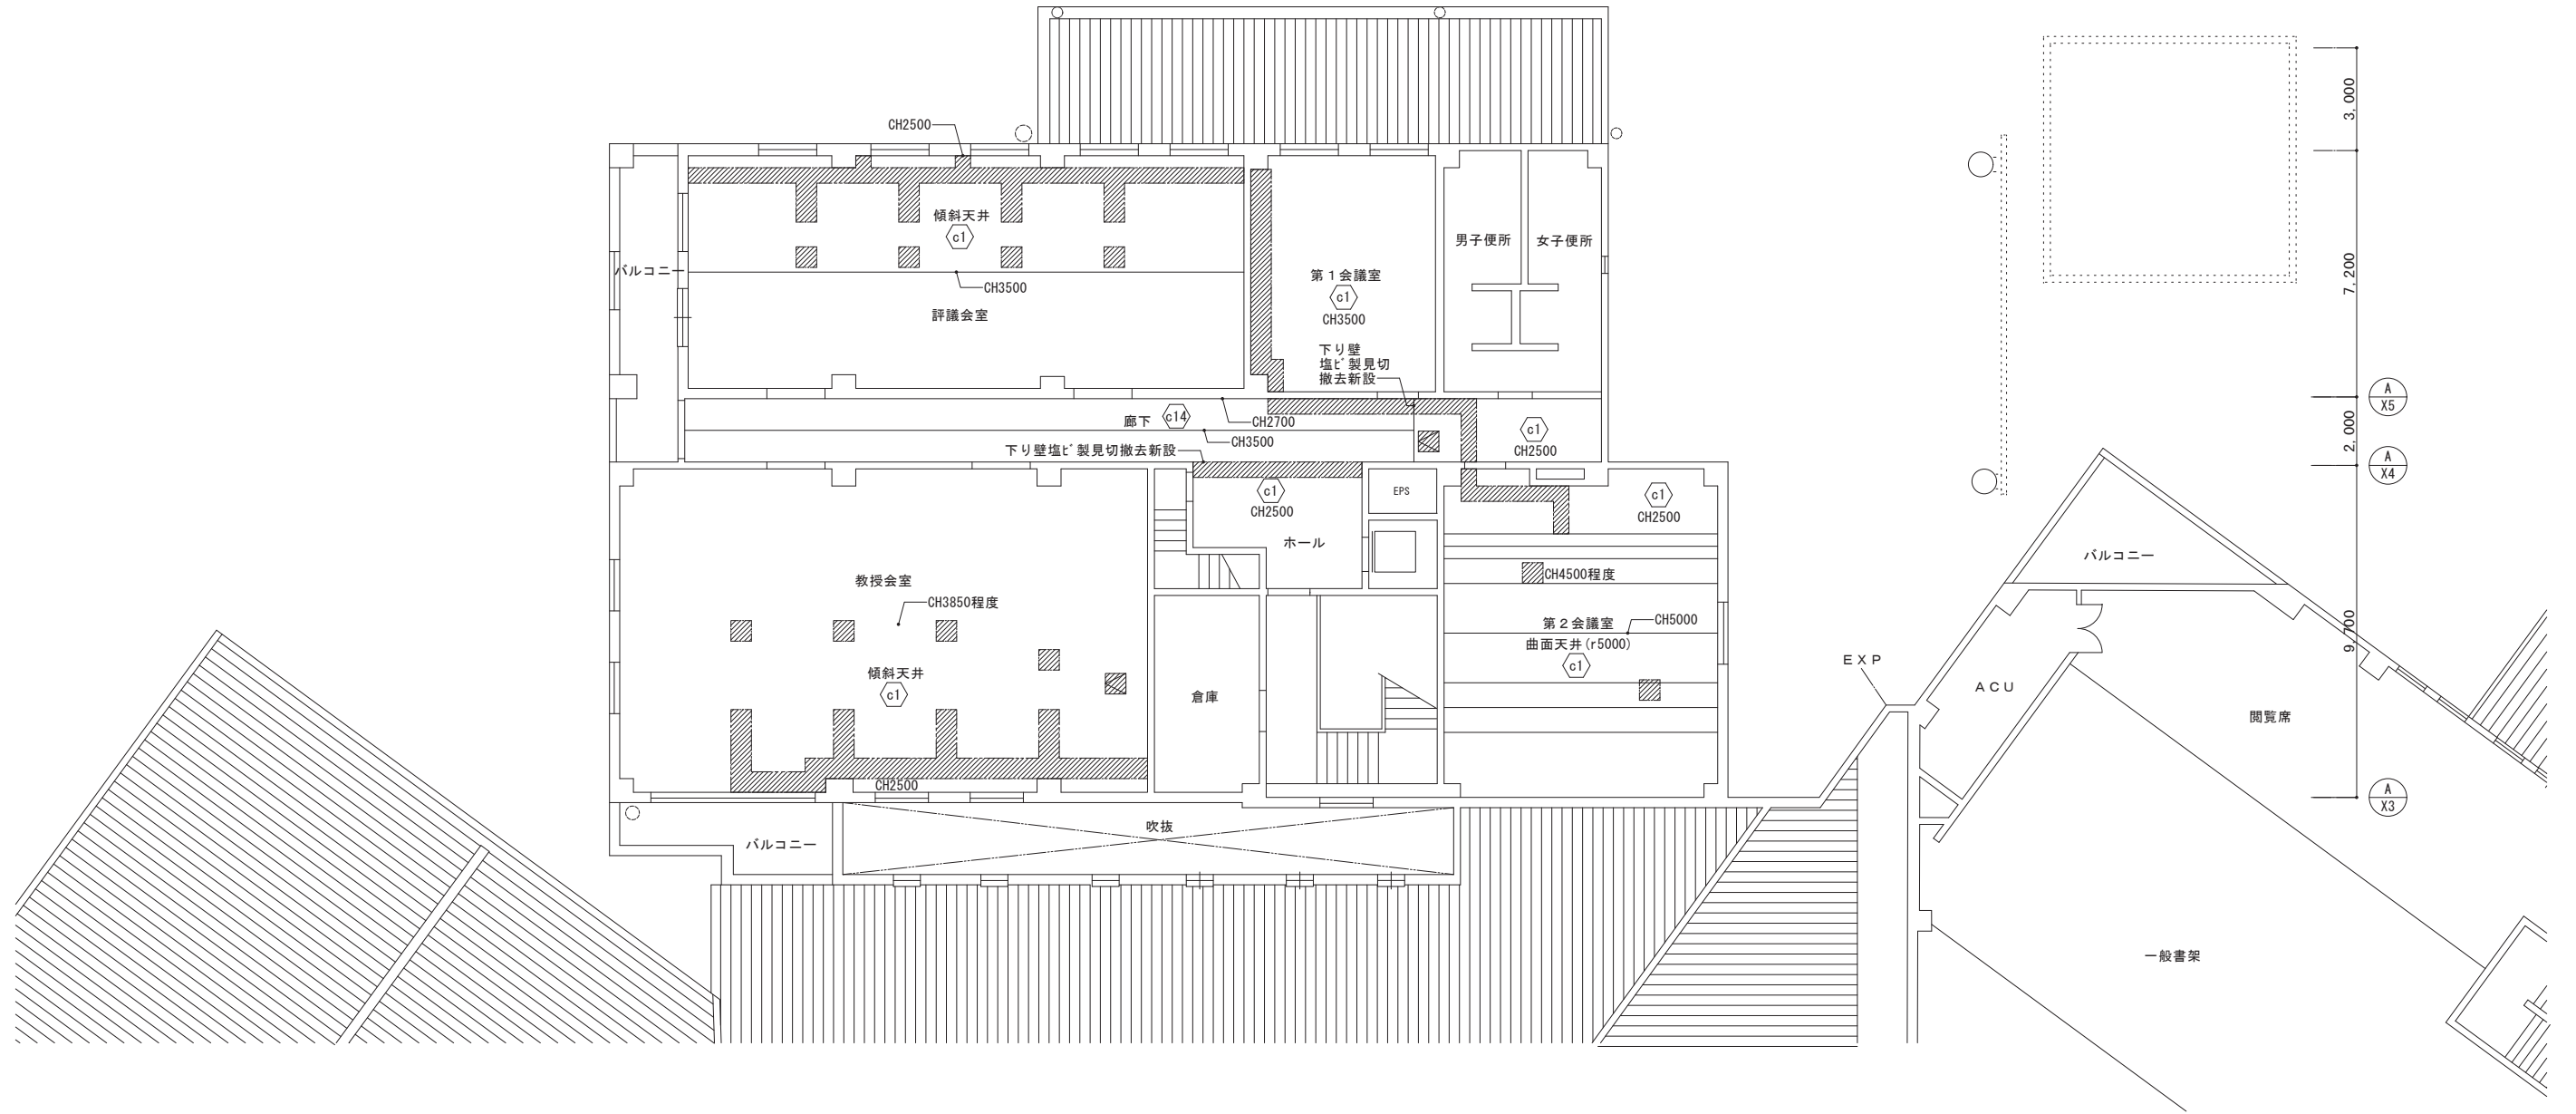 CH2500
傾斜天井
c1
バルコニー
CH3500
評議会室
第１会議室
c1
CH3500
下り壁
塩ビ製見切
撤去新設
男子便所
女子便所
廊下
c14
CH2700
CH3500
下り壁塩ビ製見切撤去新設
c1
CH2500
c1
CH2500
ホール
EPS
c1
CH2500
教授会室
CH3850程度
傾斜天井
c1
CH2500
倉庫
CH4500程度
第２会議室
CH5000
曲面天井(r5000)
c1
バルコニー
吹抜
EXP
ACU
バルコニー
閲覧席
一般書架
3,000
7,200
2,000
9,700
A
X5
A
X4
A
X3